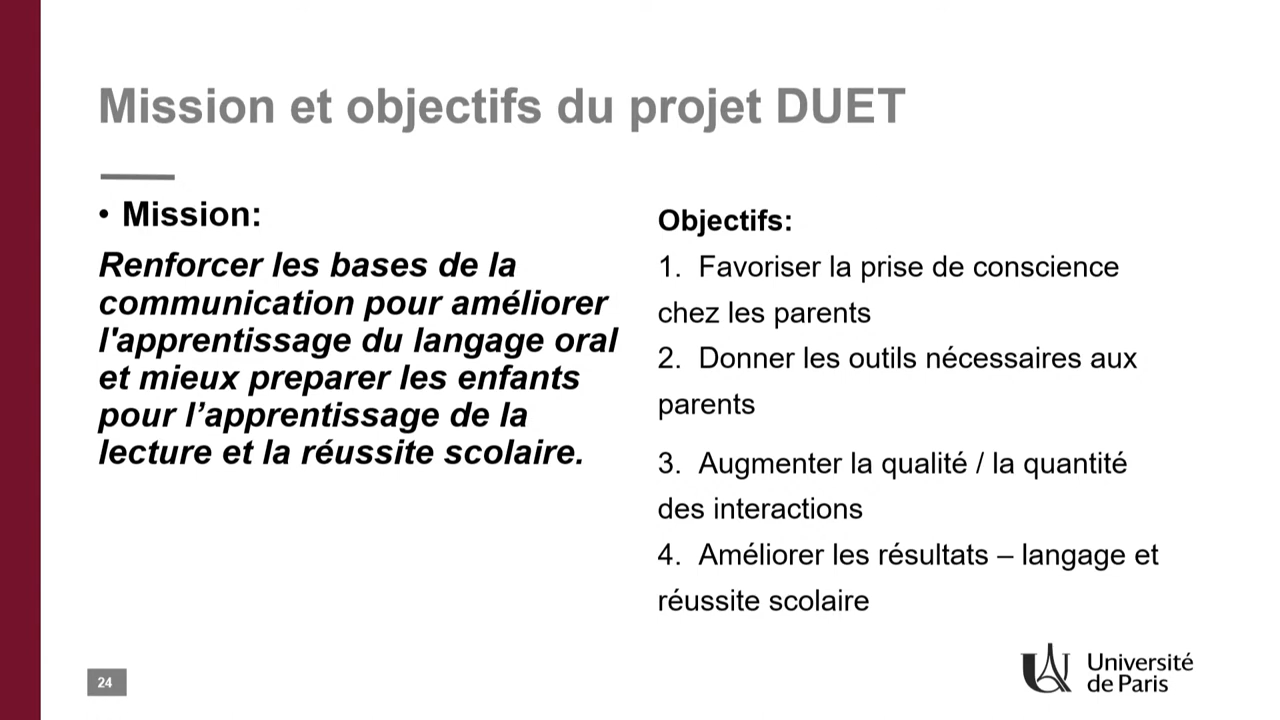 Mission et objectifs du projet DUET
• Mission:
Renforcer les bases de la
communication pour améliorer
l'apprentissage du langage oral
et mieux preparer les enfants
pour l’apprentissage de la
lecture et la réussite scolaire.
Objectifs:
1. Favoriser la prise de conscience
chez les parents
2. Donner les outils nécessaires aux
parents
3. Augmenter la qualité / la quantité
des interactions
4. Améliorer les résultats – langage et
réussite scolaire
24
Université
de Paris